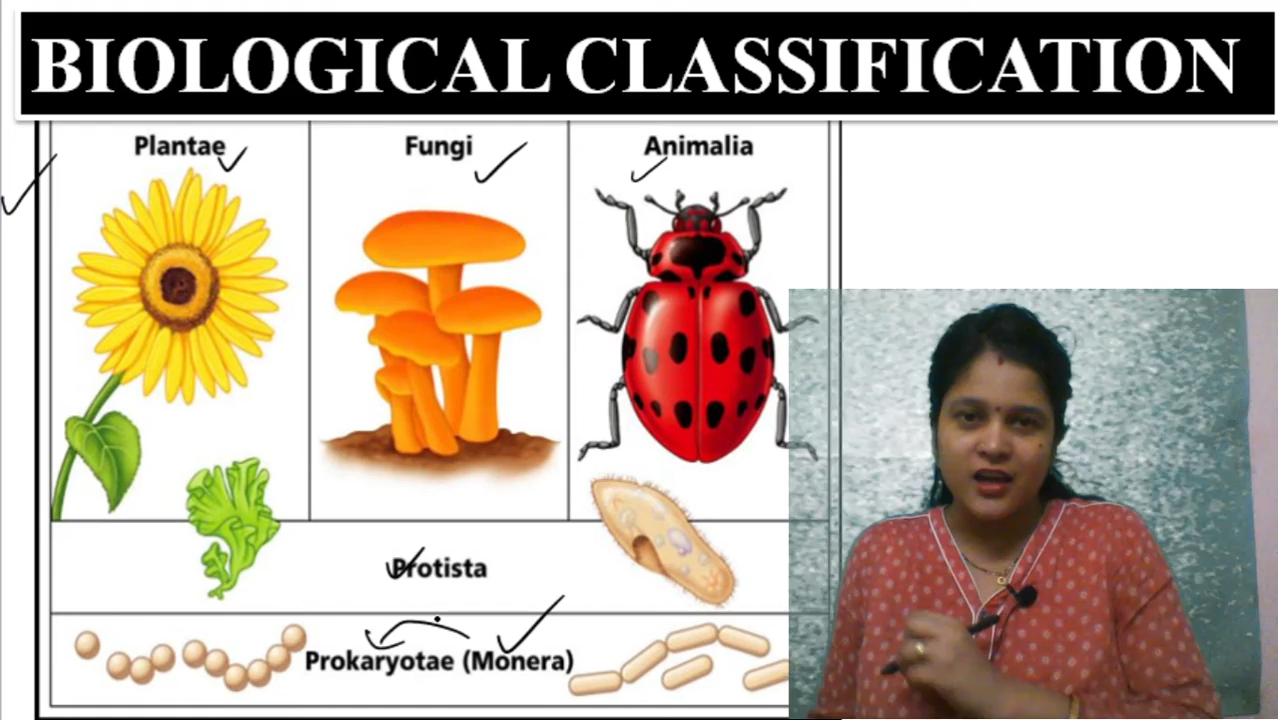 BIOLOGICAL CLASSIFICATION
Plantae
Fungi
Animalia
Protista
Prokaryotae (Monera)